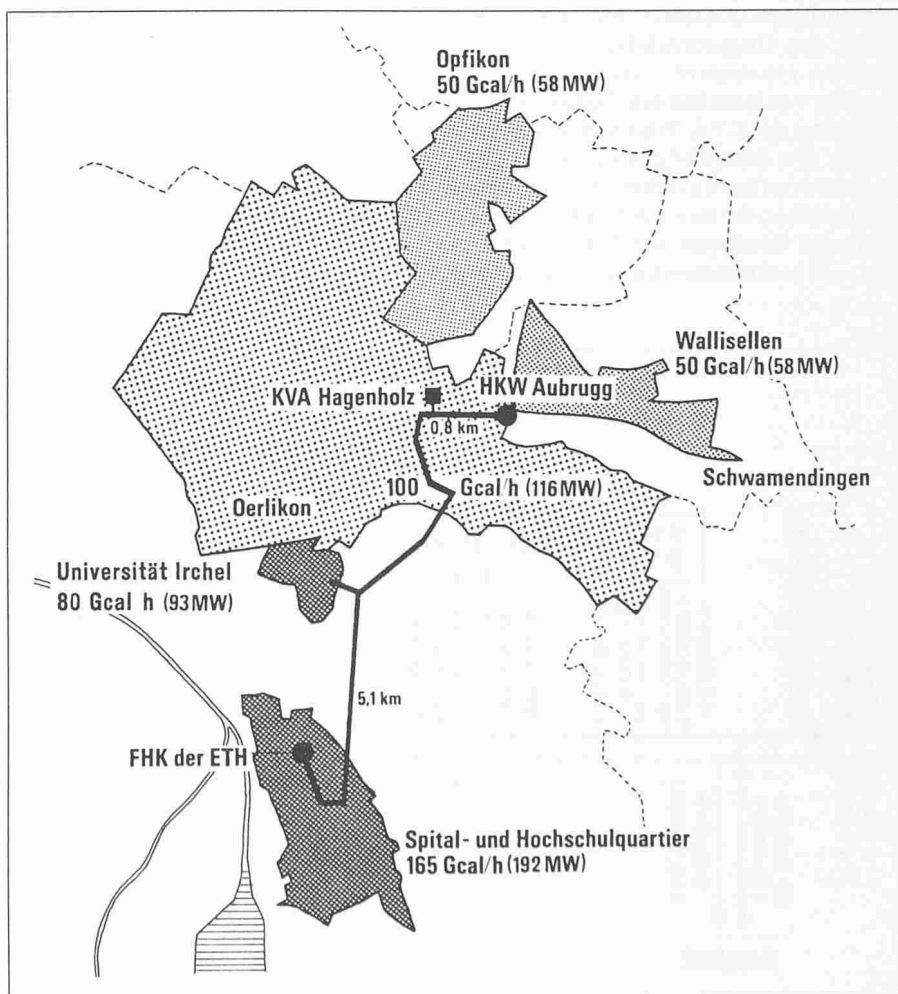 Opfikon
50 Gcal/h (58 MW)
Wallisellen
50 Gcal/h (58 MW)
KVA Hagenholz
HKW Aubrugg
0,8 km
Schwamendingen
100 Gcal/h (116 MW)
Oerlikon
Universität Irchel
80 Gcal h (93 MW)
5,1 km
FHK der ETH
Spital- und Hochschulquartier
165 Gcal/h (192 MW)